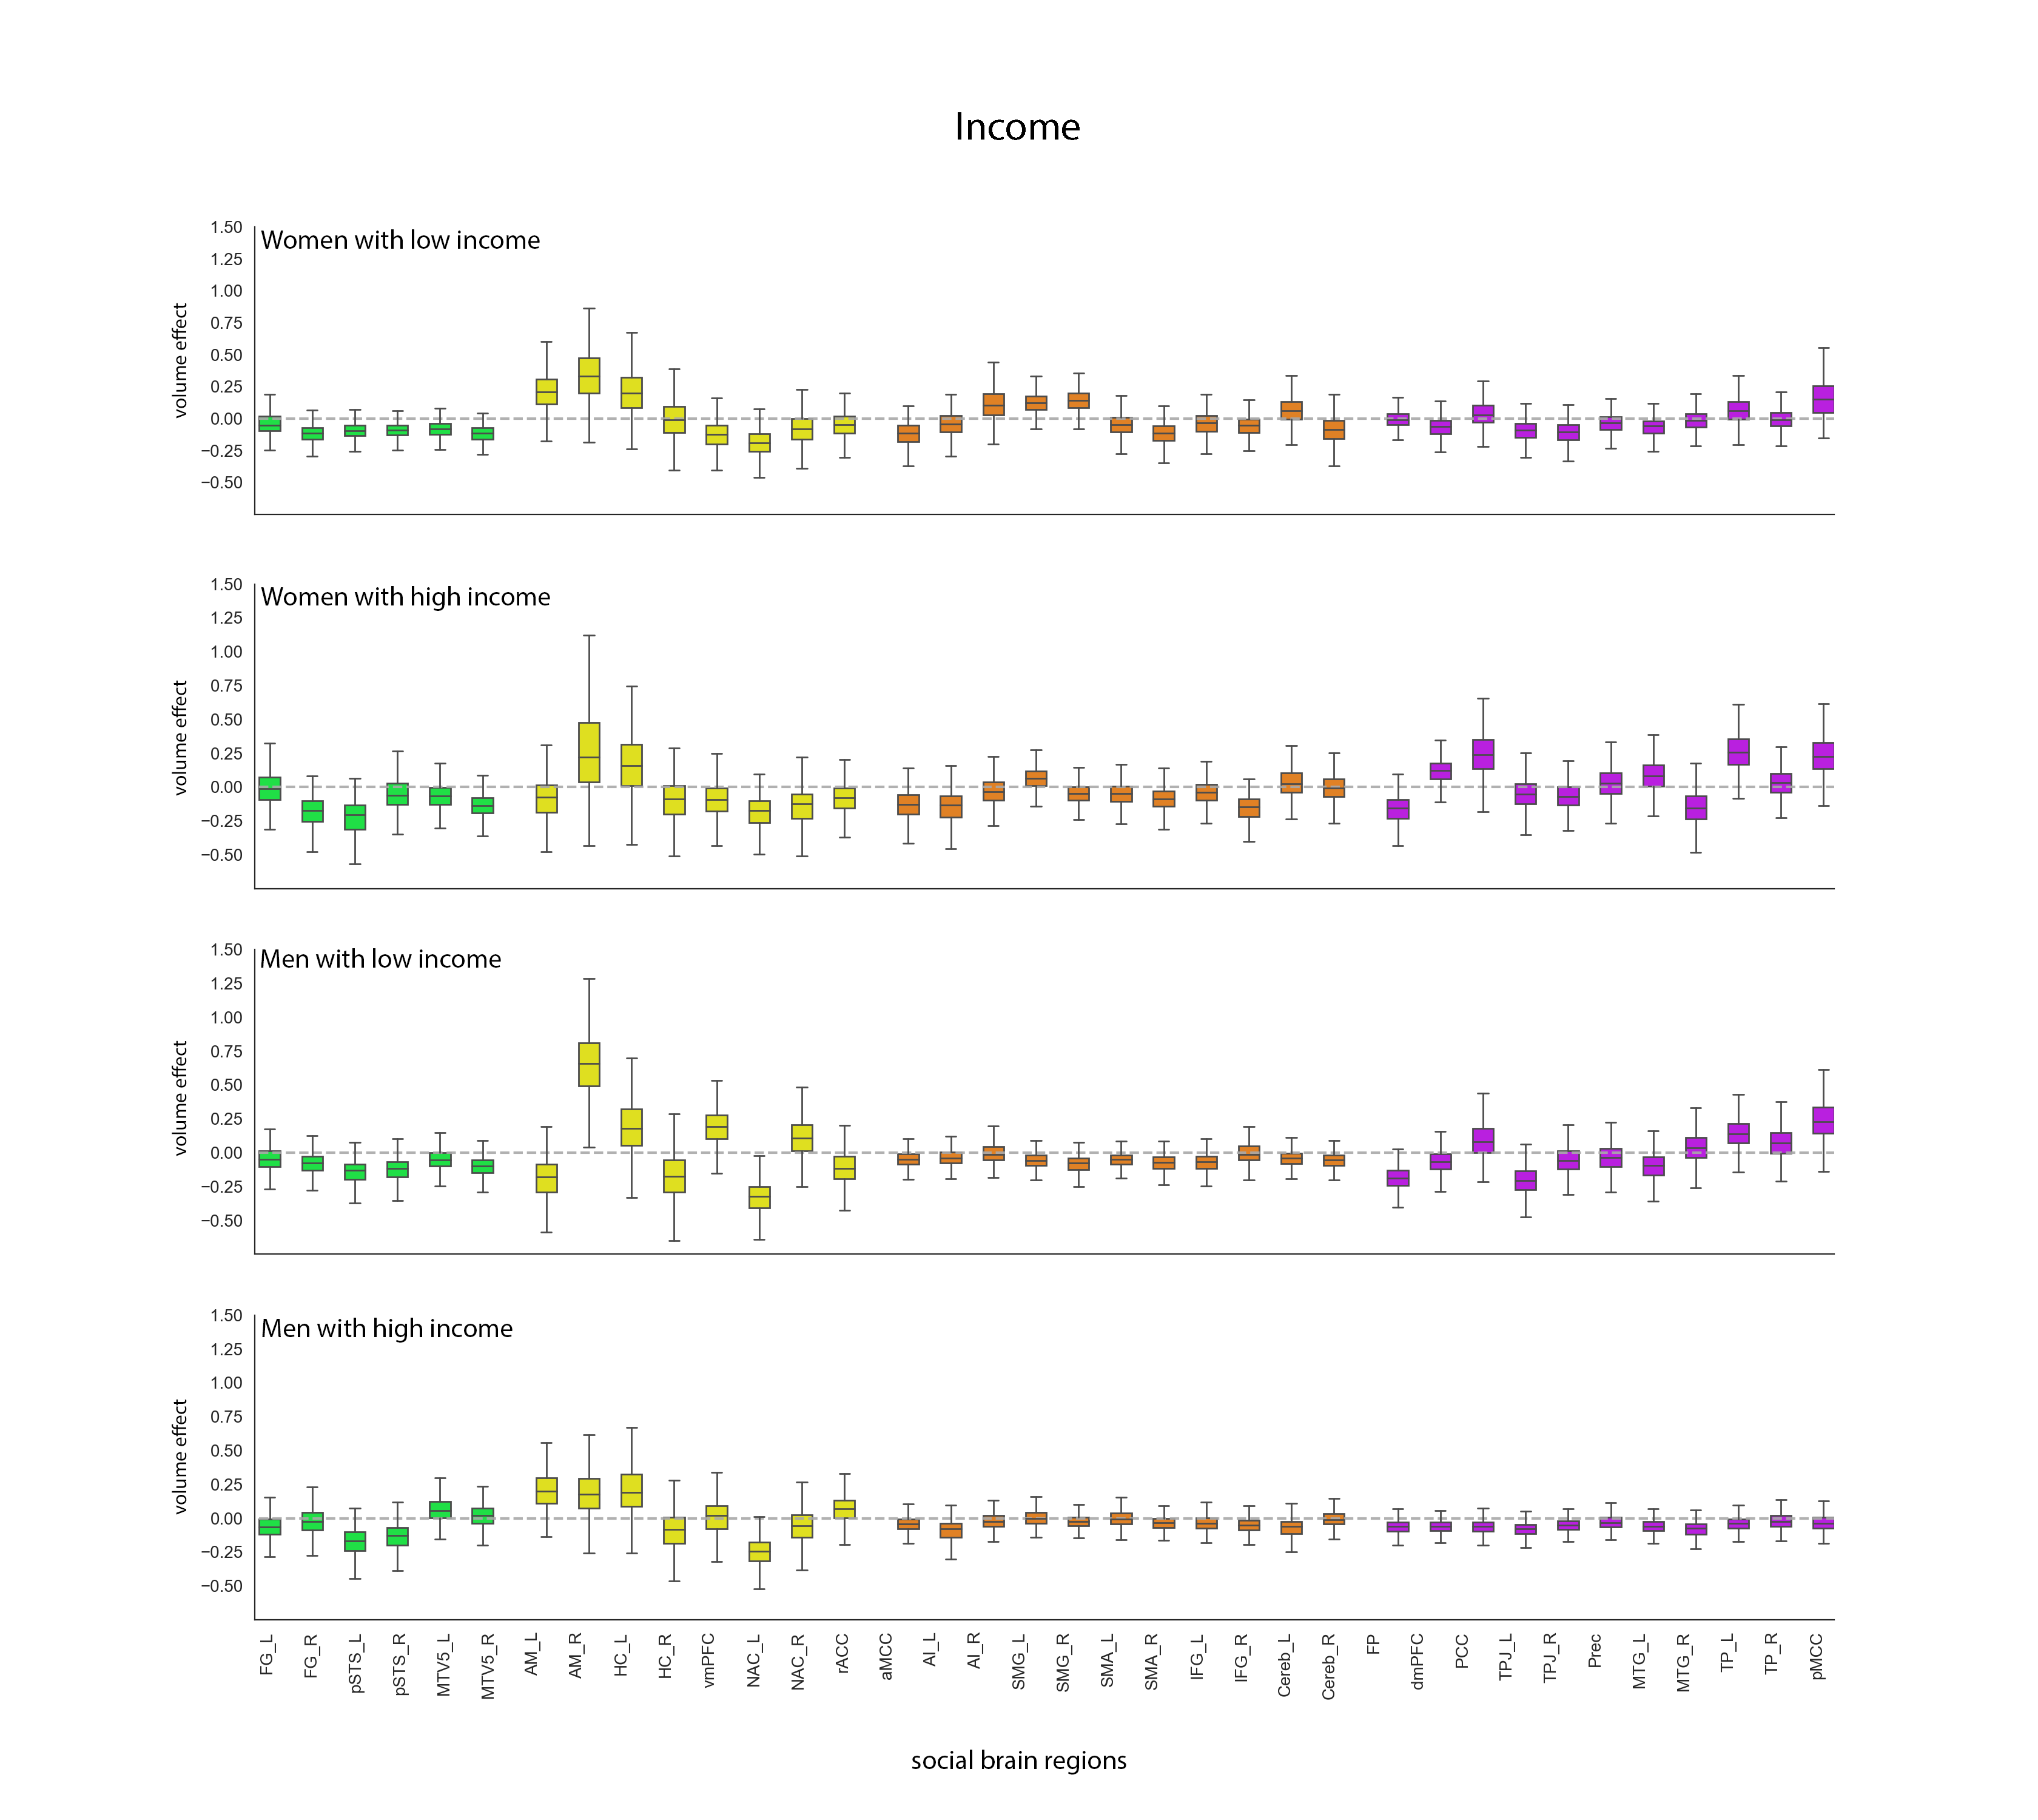 Income
Women with low income
volume effect
1.50
1.25
1.00
0.75
0.50
0.25
0.00
−0.25
−0.50
Women with high income
volume effect
1.50
1.25
1.00
0.75
0.50
0.25
0.00
−0.25
−0.50
Men with low income
volume effect
1.50
1.25
1.00
0.75
0.50
0.25
0.00
−0.25
−0.50
Men with high income
volume effect
1.50
1.25
1.00
0.75
0.50
0.25
0.00
−0.25
−0.50
FG_L
FG_R
pSTS_L
pSTS_R
MTV5_L
MTV5_R
AM_L
AM_R
HC_L
HC_R
vmPFC
NAC_L
NAC_R
rACC
aMCC
AI_L
AI_R
SMG_L
SMG_R
SMA_L
SMA_R
IFG_L
IFG_R
Cereb_L
Cereb_R
FP
dmPFC
PCC
TPJ_L
TPJ_R
Prec
MTG_L
MTG_R
TP_L
TP_R
pMCC
social brain regions